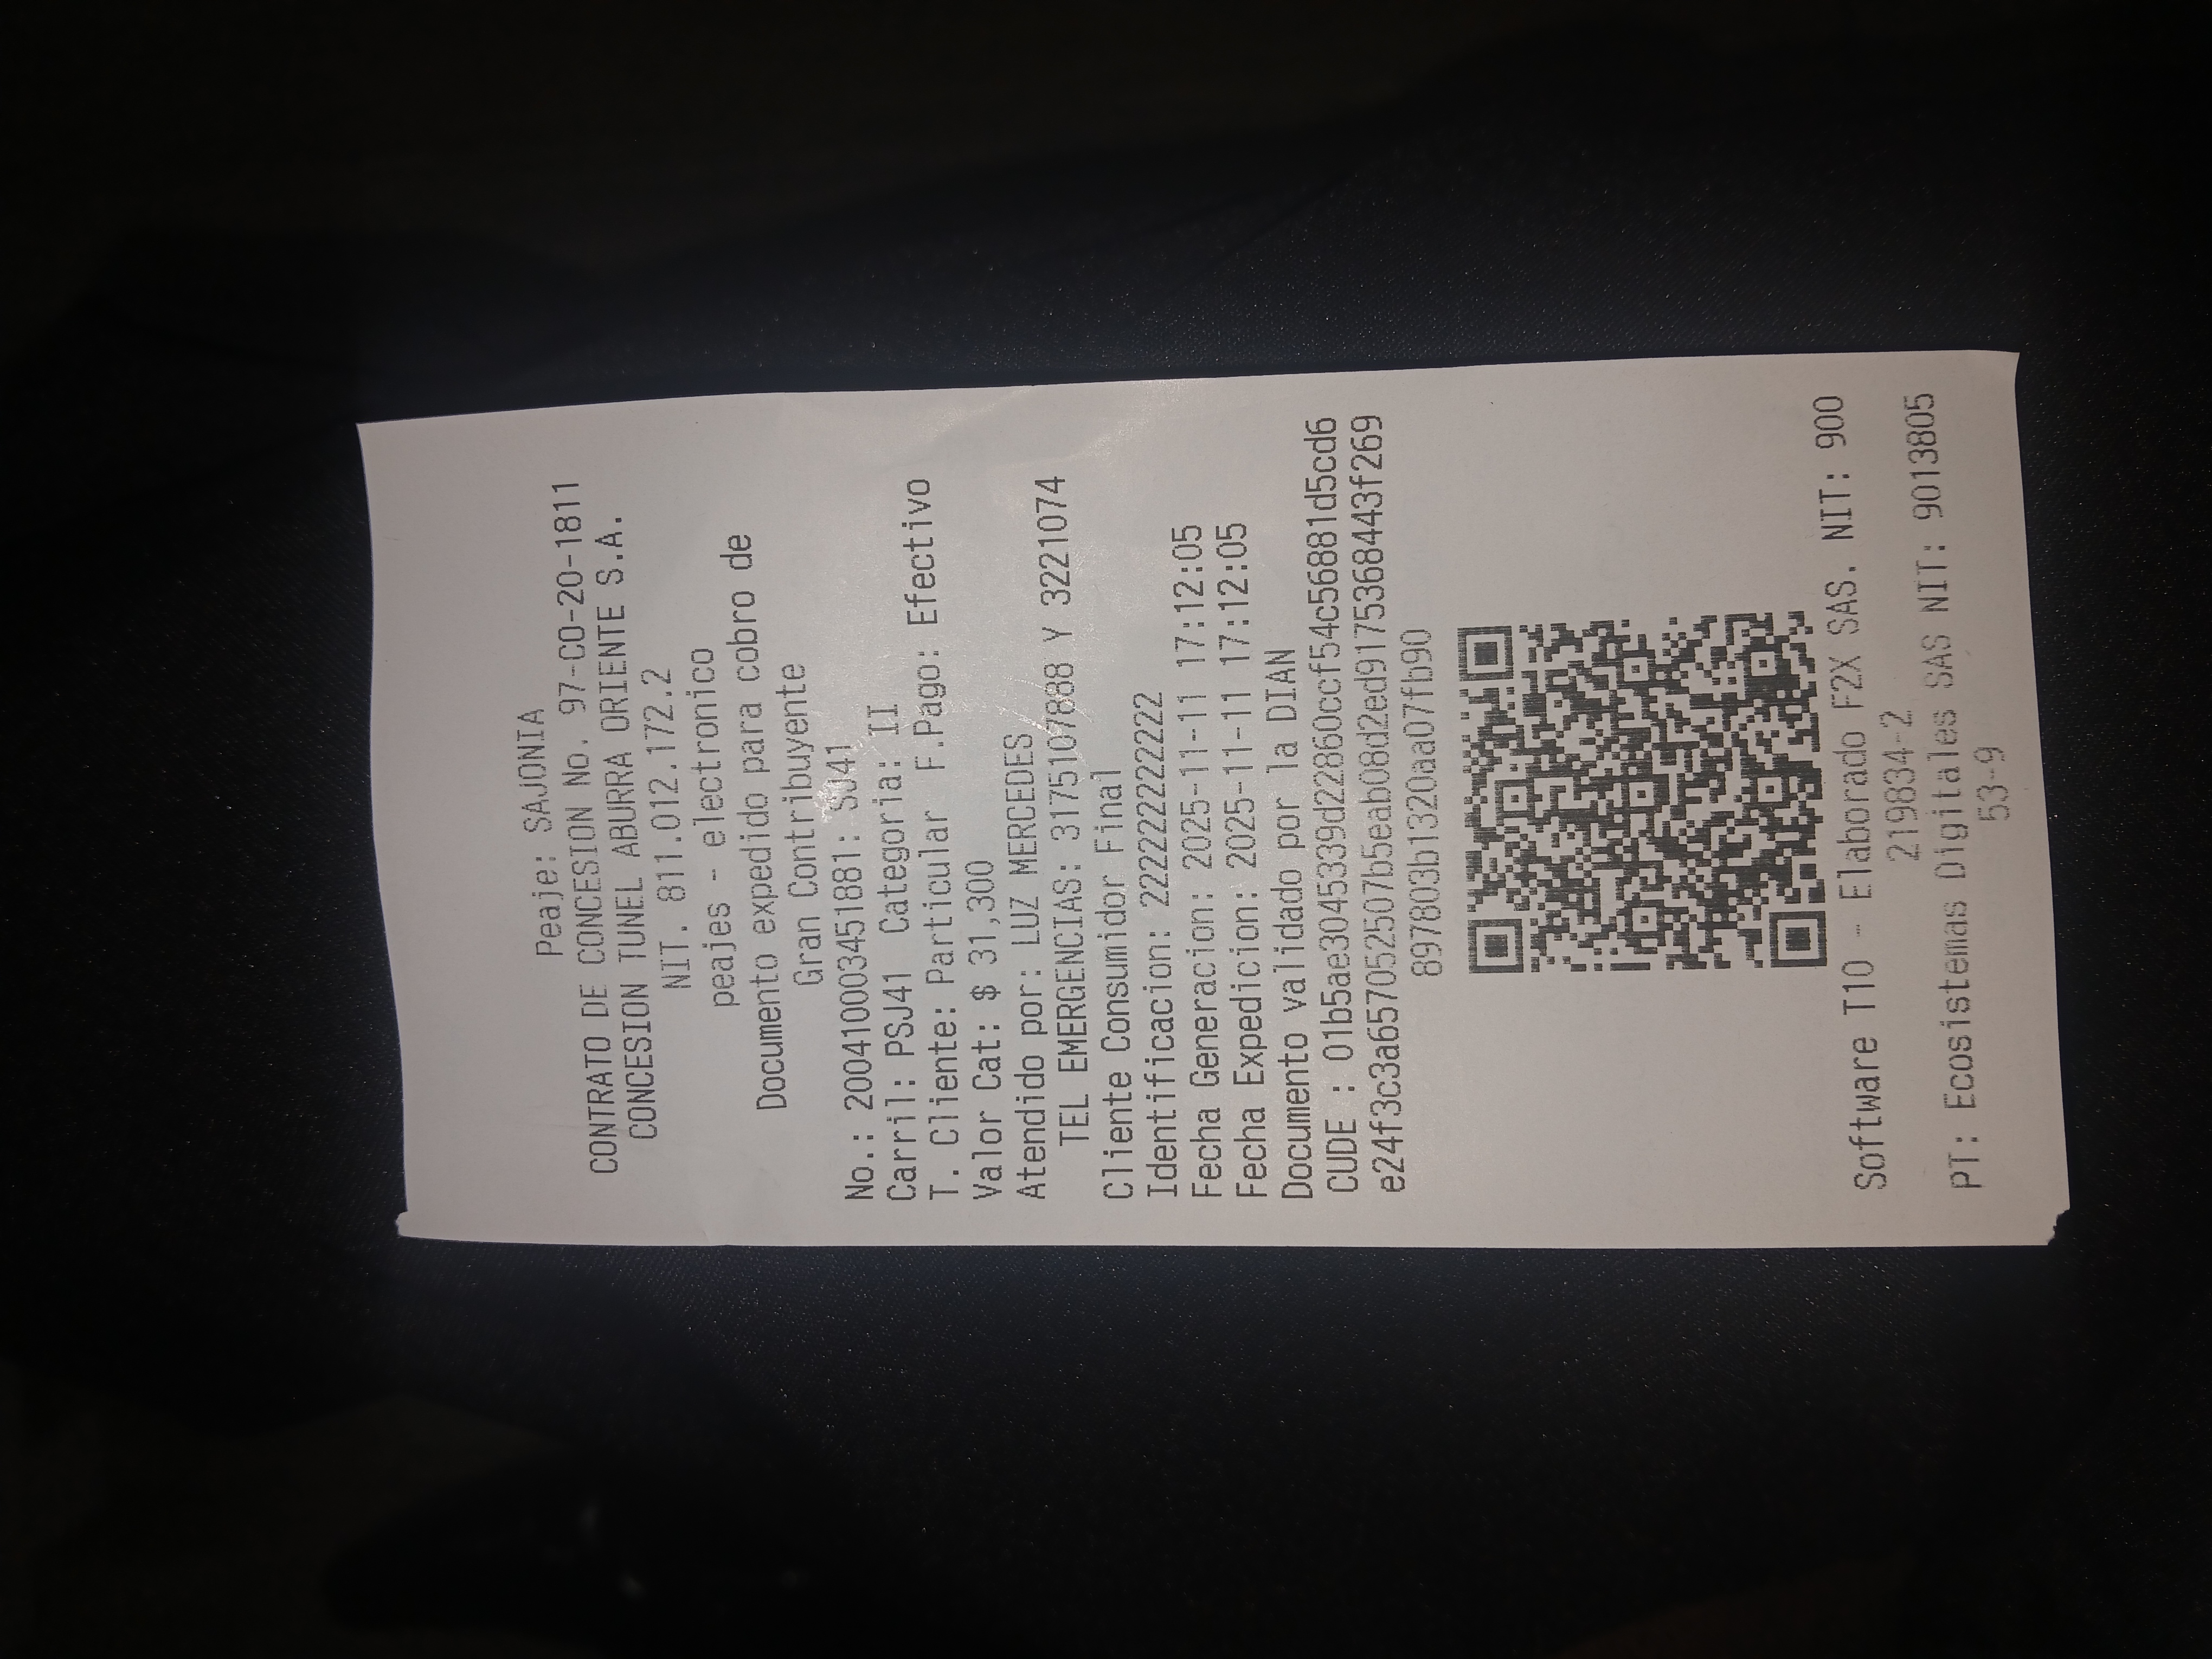 Peaje: SAJONIA
CONTRATO DE CONCESION No. 97-CO-20-1811
CONCESION TUNEL ABURRA ORIENTE S.A.
NIT. 811.012.172.2
peajes - electronico
Documento expedido para cobro de
Gran Contribuyente
No.: 200410003451881: SJ41
Carril: PSJ41 Categoria: II
T. Cliente: Particular F.Pago: Efectivo
Valor Cat: $ 31,300
Atendido por: LUZ MERCEDES
TEL EMERGENCIAS: 3175107888 Y 3221074
Cliente Consumidor Final
Identificacion: 222222222222
Fecha Generacion: 2025-11-11 17:12:05
Fecha Expedicion: 2025-11-11 17:12:05
Documento validado por la DIAN
CUDE : 01b5ae3045339d22860ccf54c56881d5cd6
e24f3c3a657052507b5eab08d2ed91753684​43f269
897803b1320aa07fb90
Software T10 - Elaborado F2X SAS. NIT: 900
219834-2
PT: Ecosistemas Digitales SAS NIT: 9013805
53-9